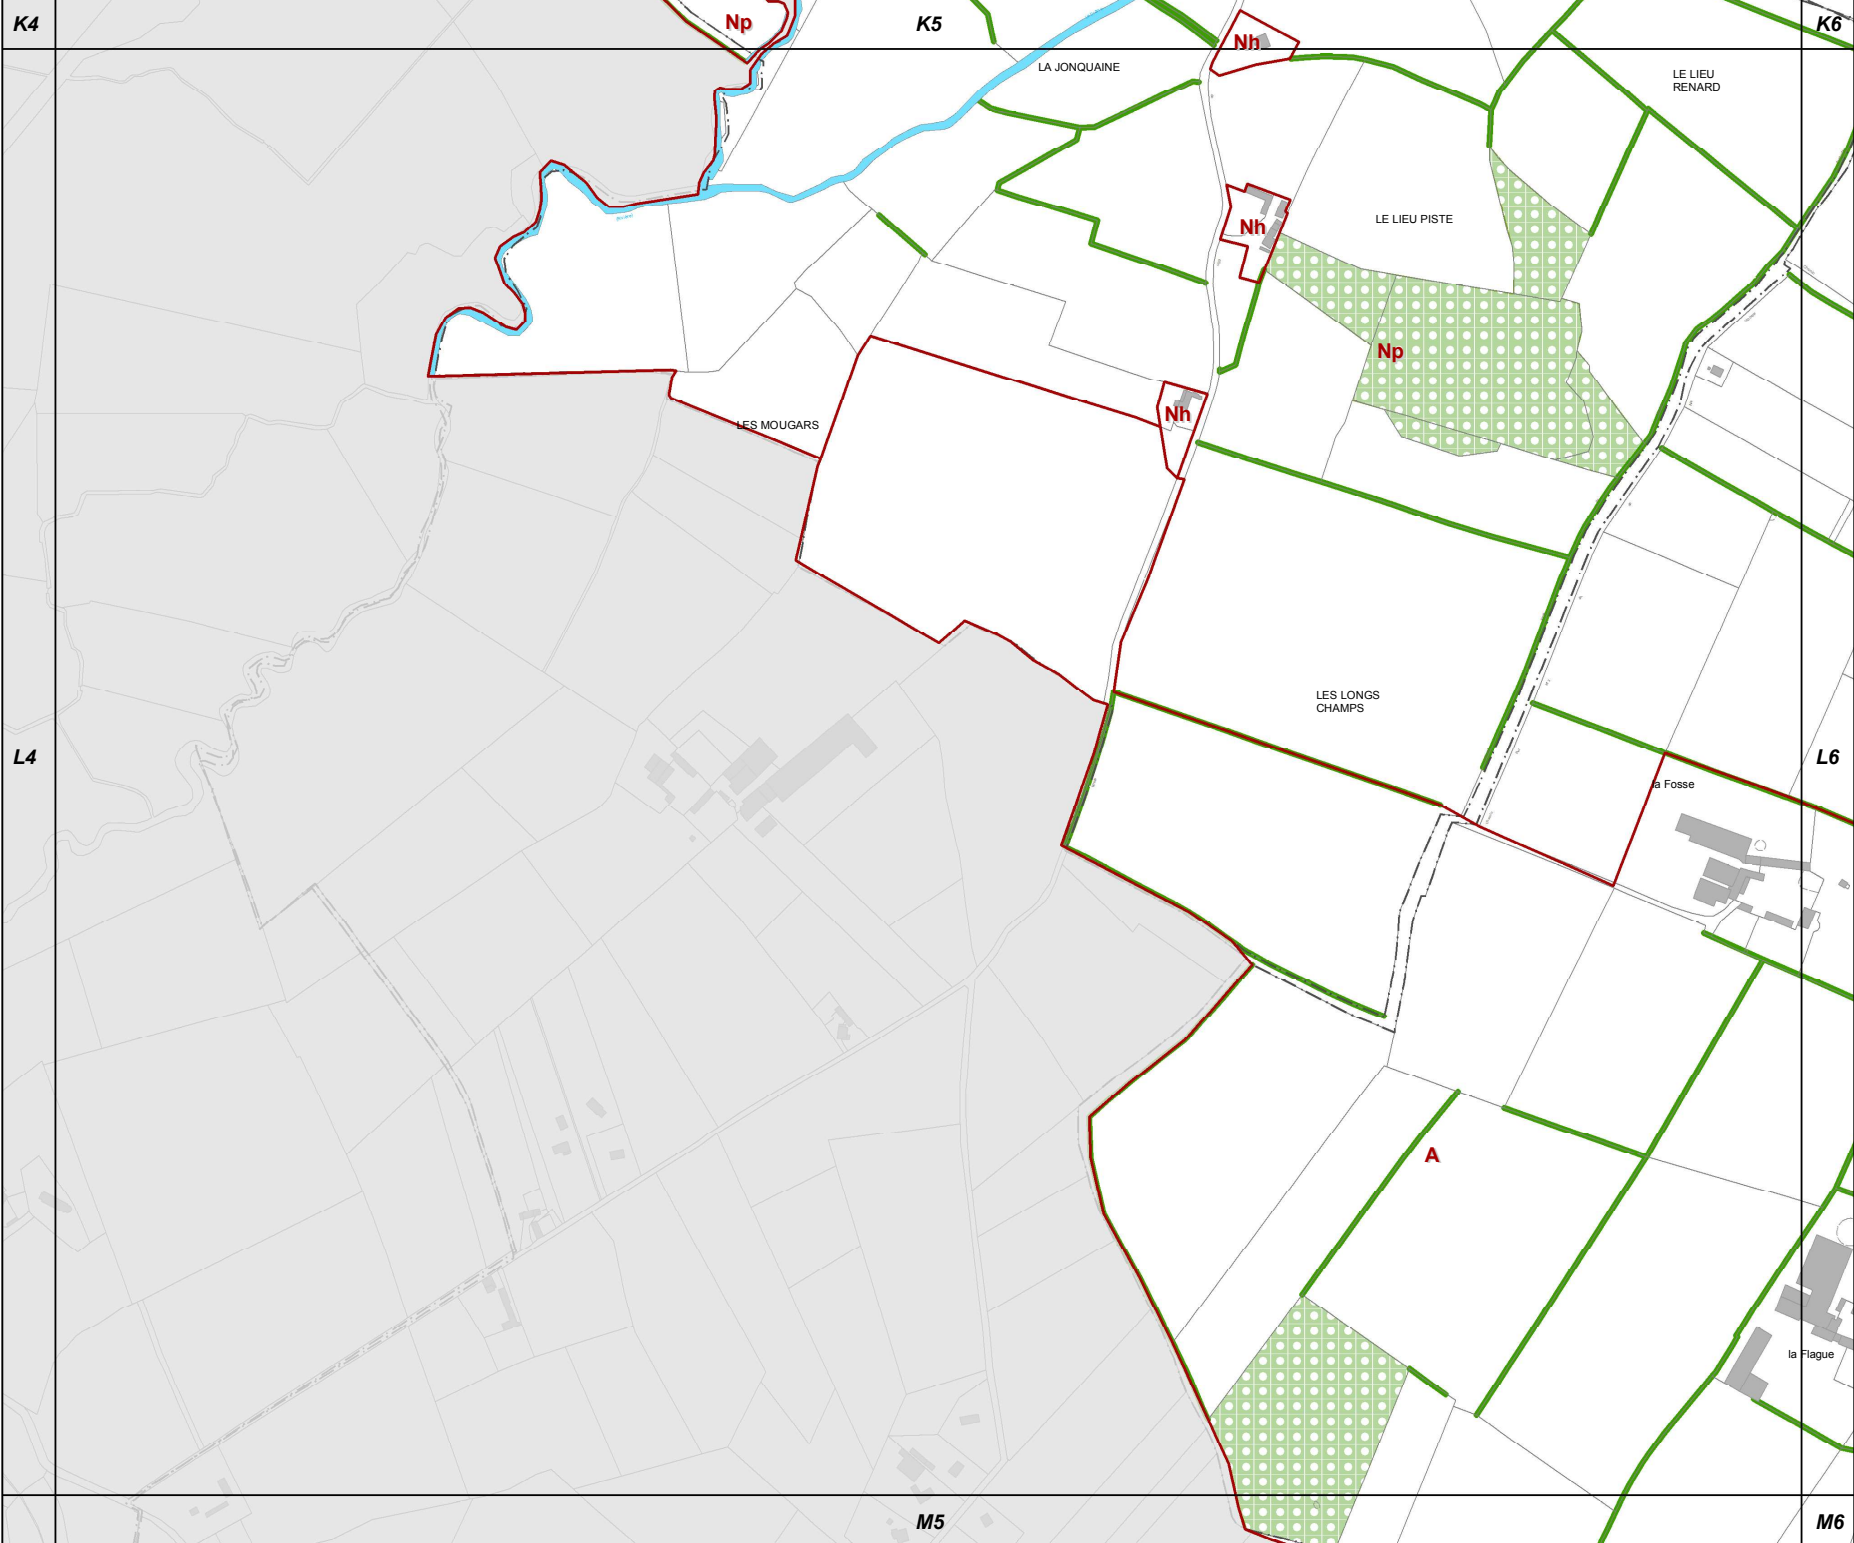 K4
Np
K5
Nh
K6
LA JONQUAINE
LE LIEU
RENARD
Nh
LE LIEU PISTE
Np
Nh
LES MOUGARS
LES LONGS
CHAMPS
L4
L6
la Fosse
A
la Flague
M5
M6